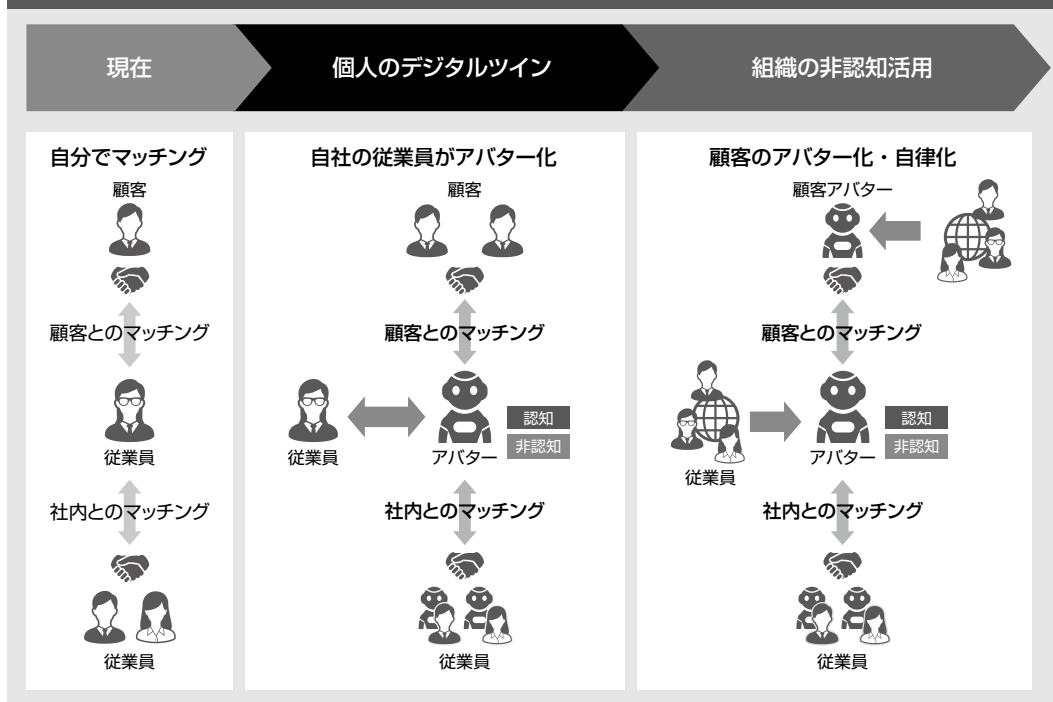 現在
個人のデジタルツイン
組織の非認知活用
自分でマッチング
顧客
顧客とのマッチング
従業員
社内とのマッチング
従業員
自社の従業員がアバター化
顧客
顧客とのマッチング
従業員
アバター
認知
非認知
社内とのマッチング
従業員
顧客のアバター化・自律化
顧客アバター
顧客とのマッチング
従業員
アバター
認知
非認知
社内とのマッチング
従業員